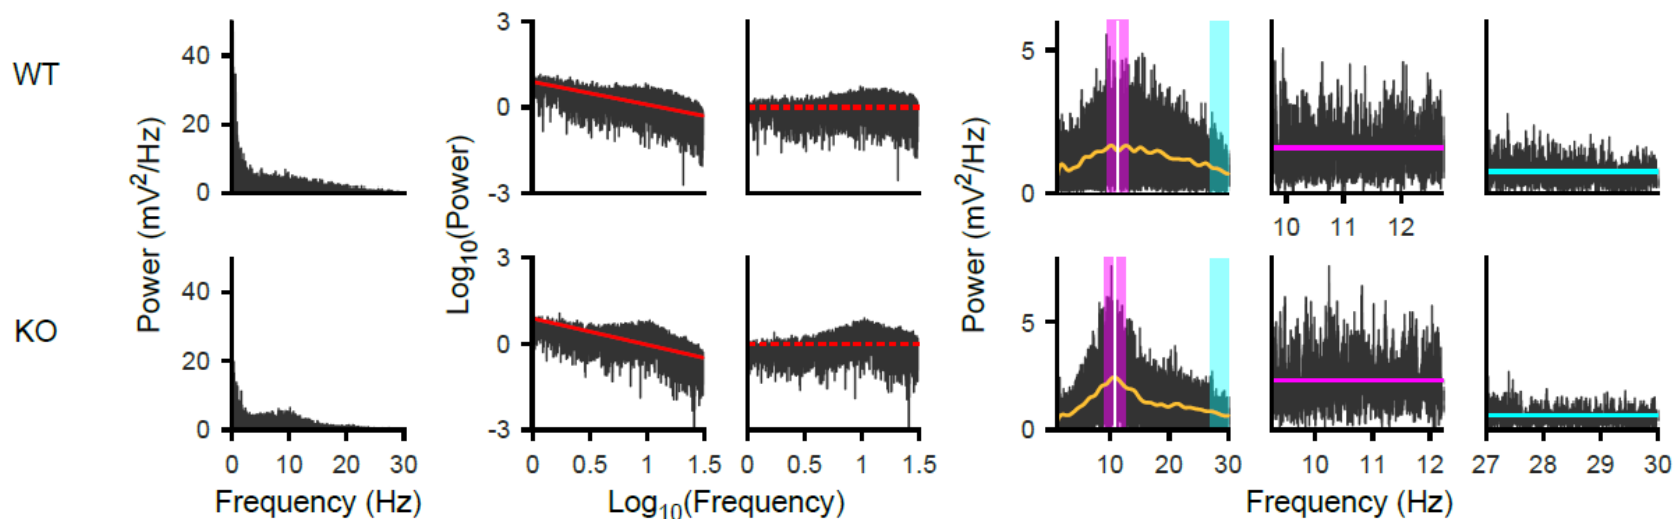 WT
KO
Power (mV²/Hz)
40
20
0
40
20
0
0 10 20 30
Frequency (Hz)
Log₁₀(Power)
3
0
-3
3
0
-3
0 0.5 1 1.5
0 0.5 1 1.5
Log₁₀(Frequency)
Power (mV²/Hz)
5
0
5
0
10 20 30
10 11 12
10 11 12
27 28 29 30
Frequency (Hz)